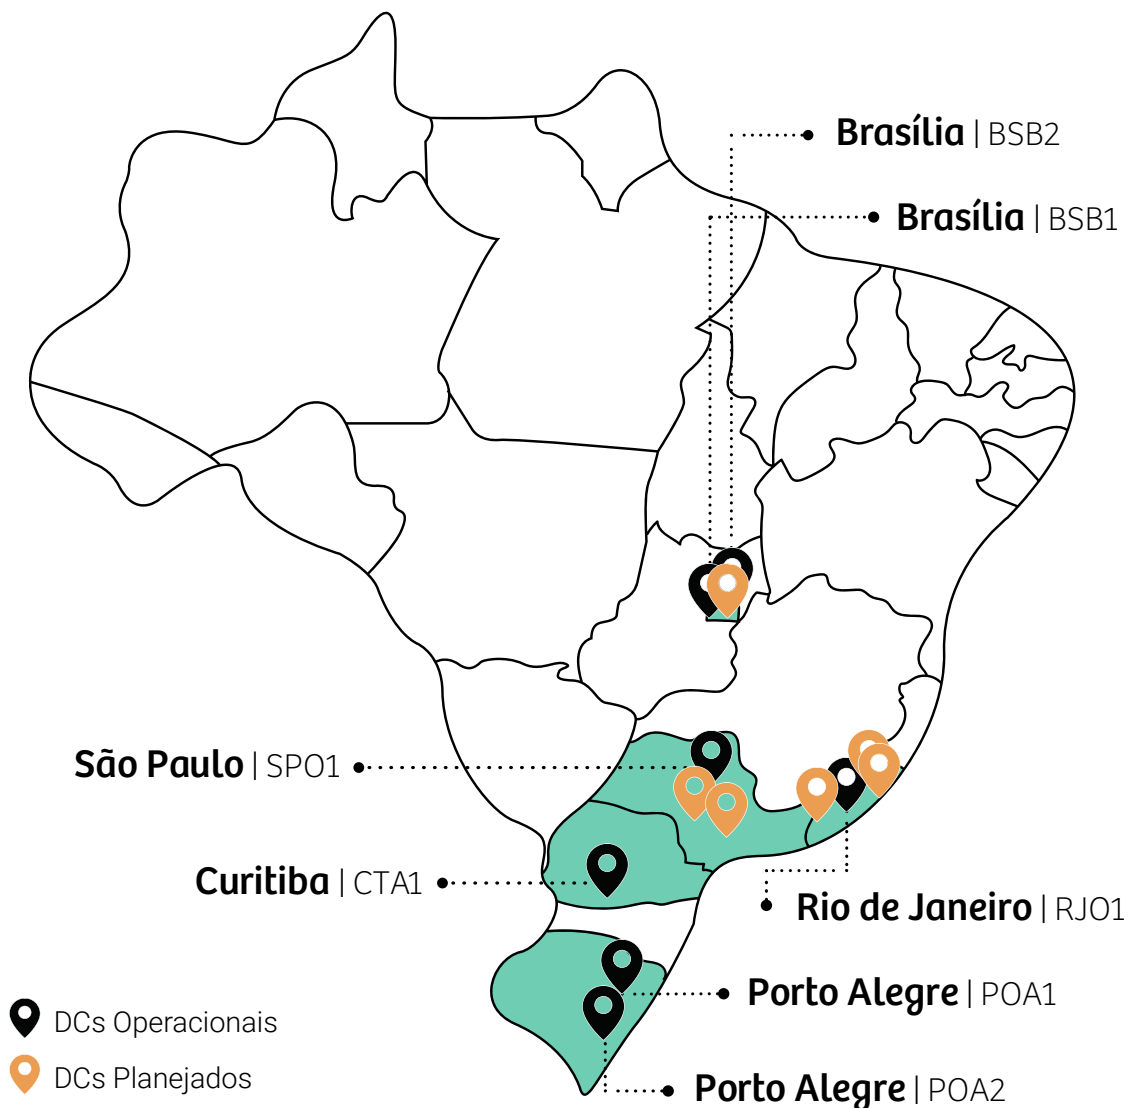 Brasília | BSB2
Brasília | BSB1
São Paulo | SPO1
Curitiba | CTA1
Rio de Janeiro | RJO1
Porto Alegre | POA1
DCs Operacionais
DCs Planejados
Porto Alegre | POA2